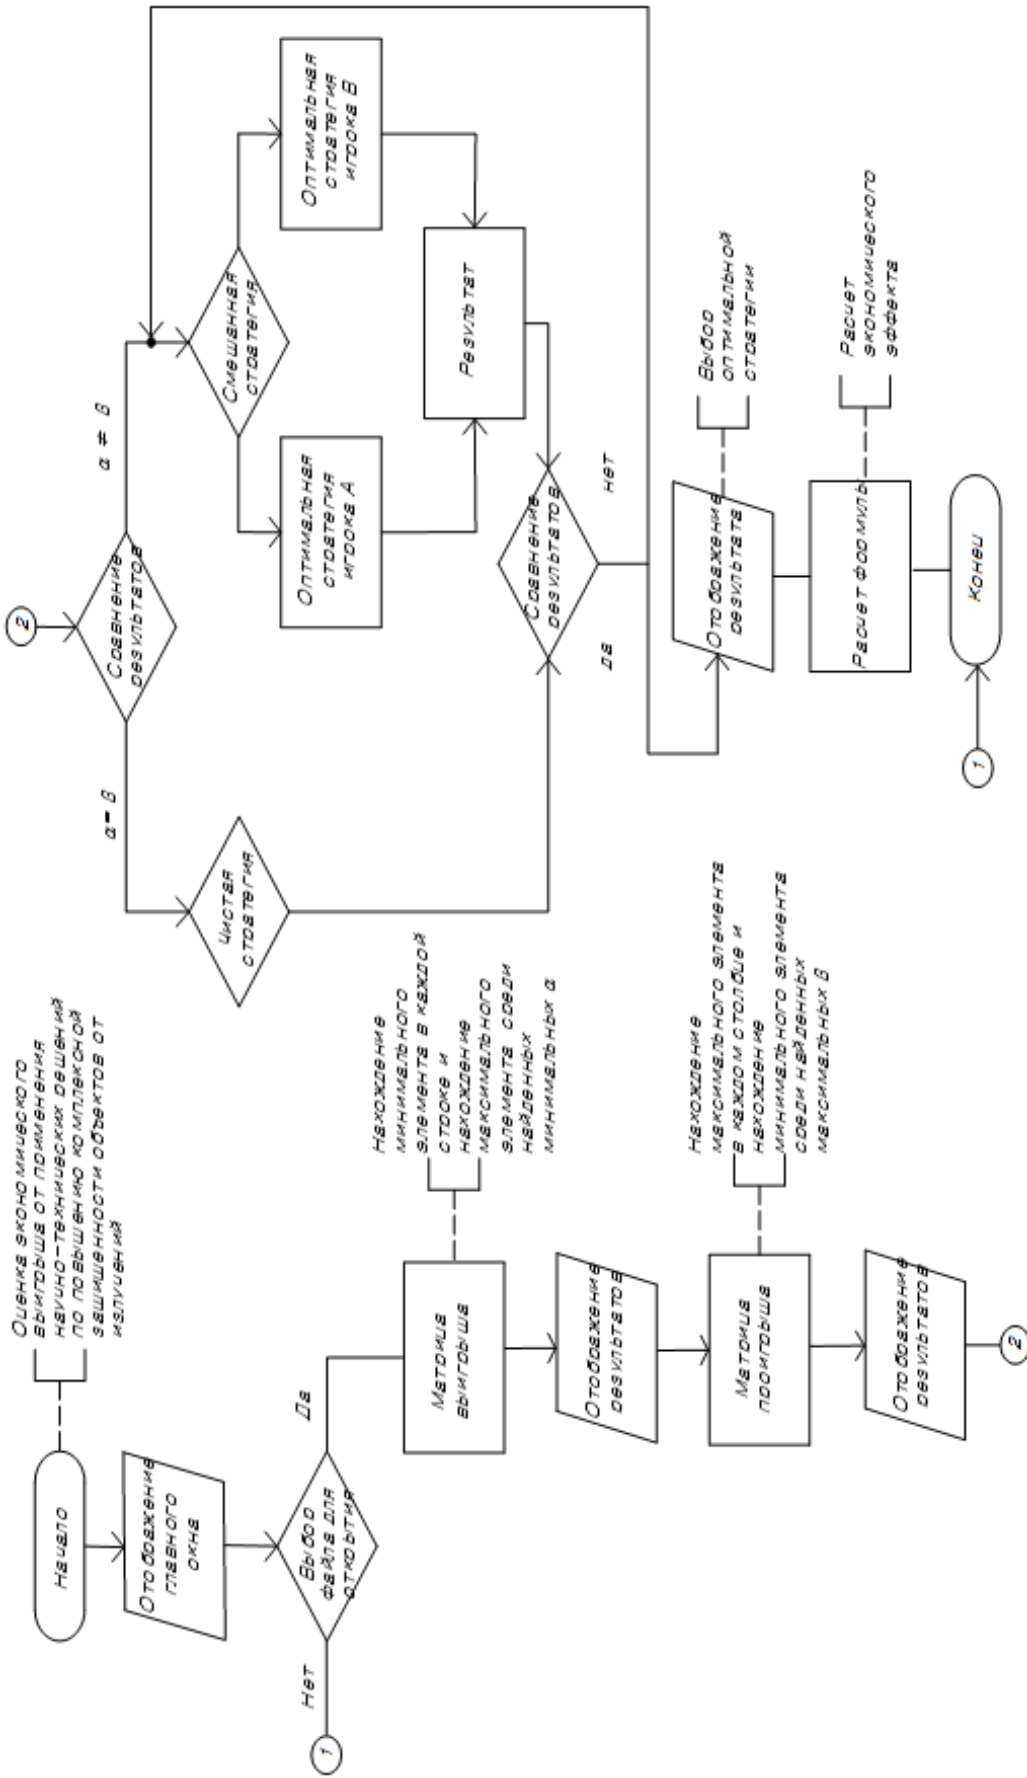 Начало
Оценка экономического
выигрыша от применения
научно-технических решений
по повышению комплексной
защищенности объектов от
излучений
Отображение
главного
окна
Выбор
файла для
открытия
Нет
Да
1
Матрица
выигрыша
Нахождение
минимального
элемента в каждой
строке и
нахождение
максимального
элемента среди
найденных
минимальных α
Отображение
результатов
Матрица
проигрыша
Нахождение
максимального элемента
в каждом столбце и
нахождение
минимального элемента
среди найденных
максимальных β
Отображение
результатов
2
2
Сравнение
результатов
α = β
α ≠ β
Чистая
стратегия
Смешанная
стратегия
Оптимальная
стратегия
игрока А
Оптимальная
стратегия
игрока В
Результат
Сравнение
результатов
да
нет
Отображение
результата
Выбор
оптимальной
стратегии
Расчет формулы
Расчет
экономического
эффекта
1
Конец